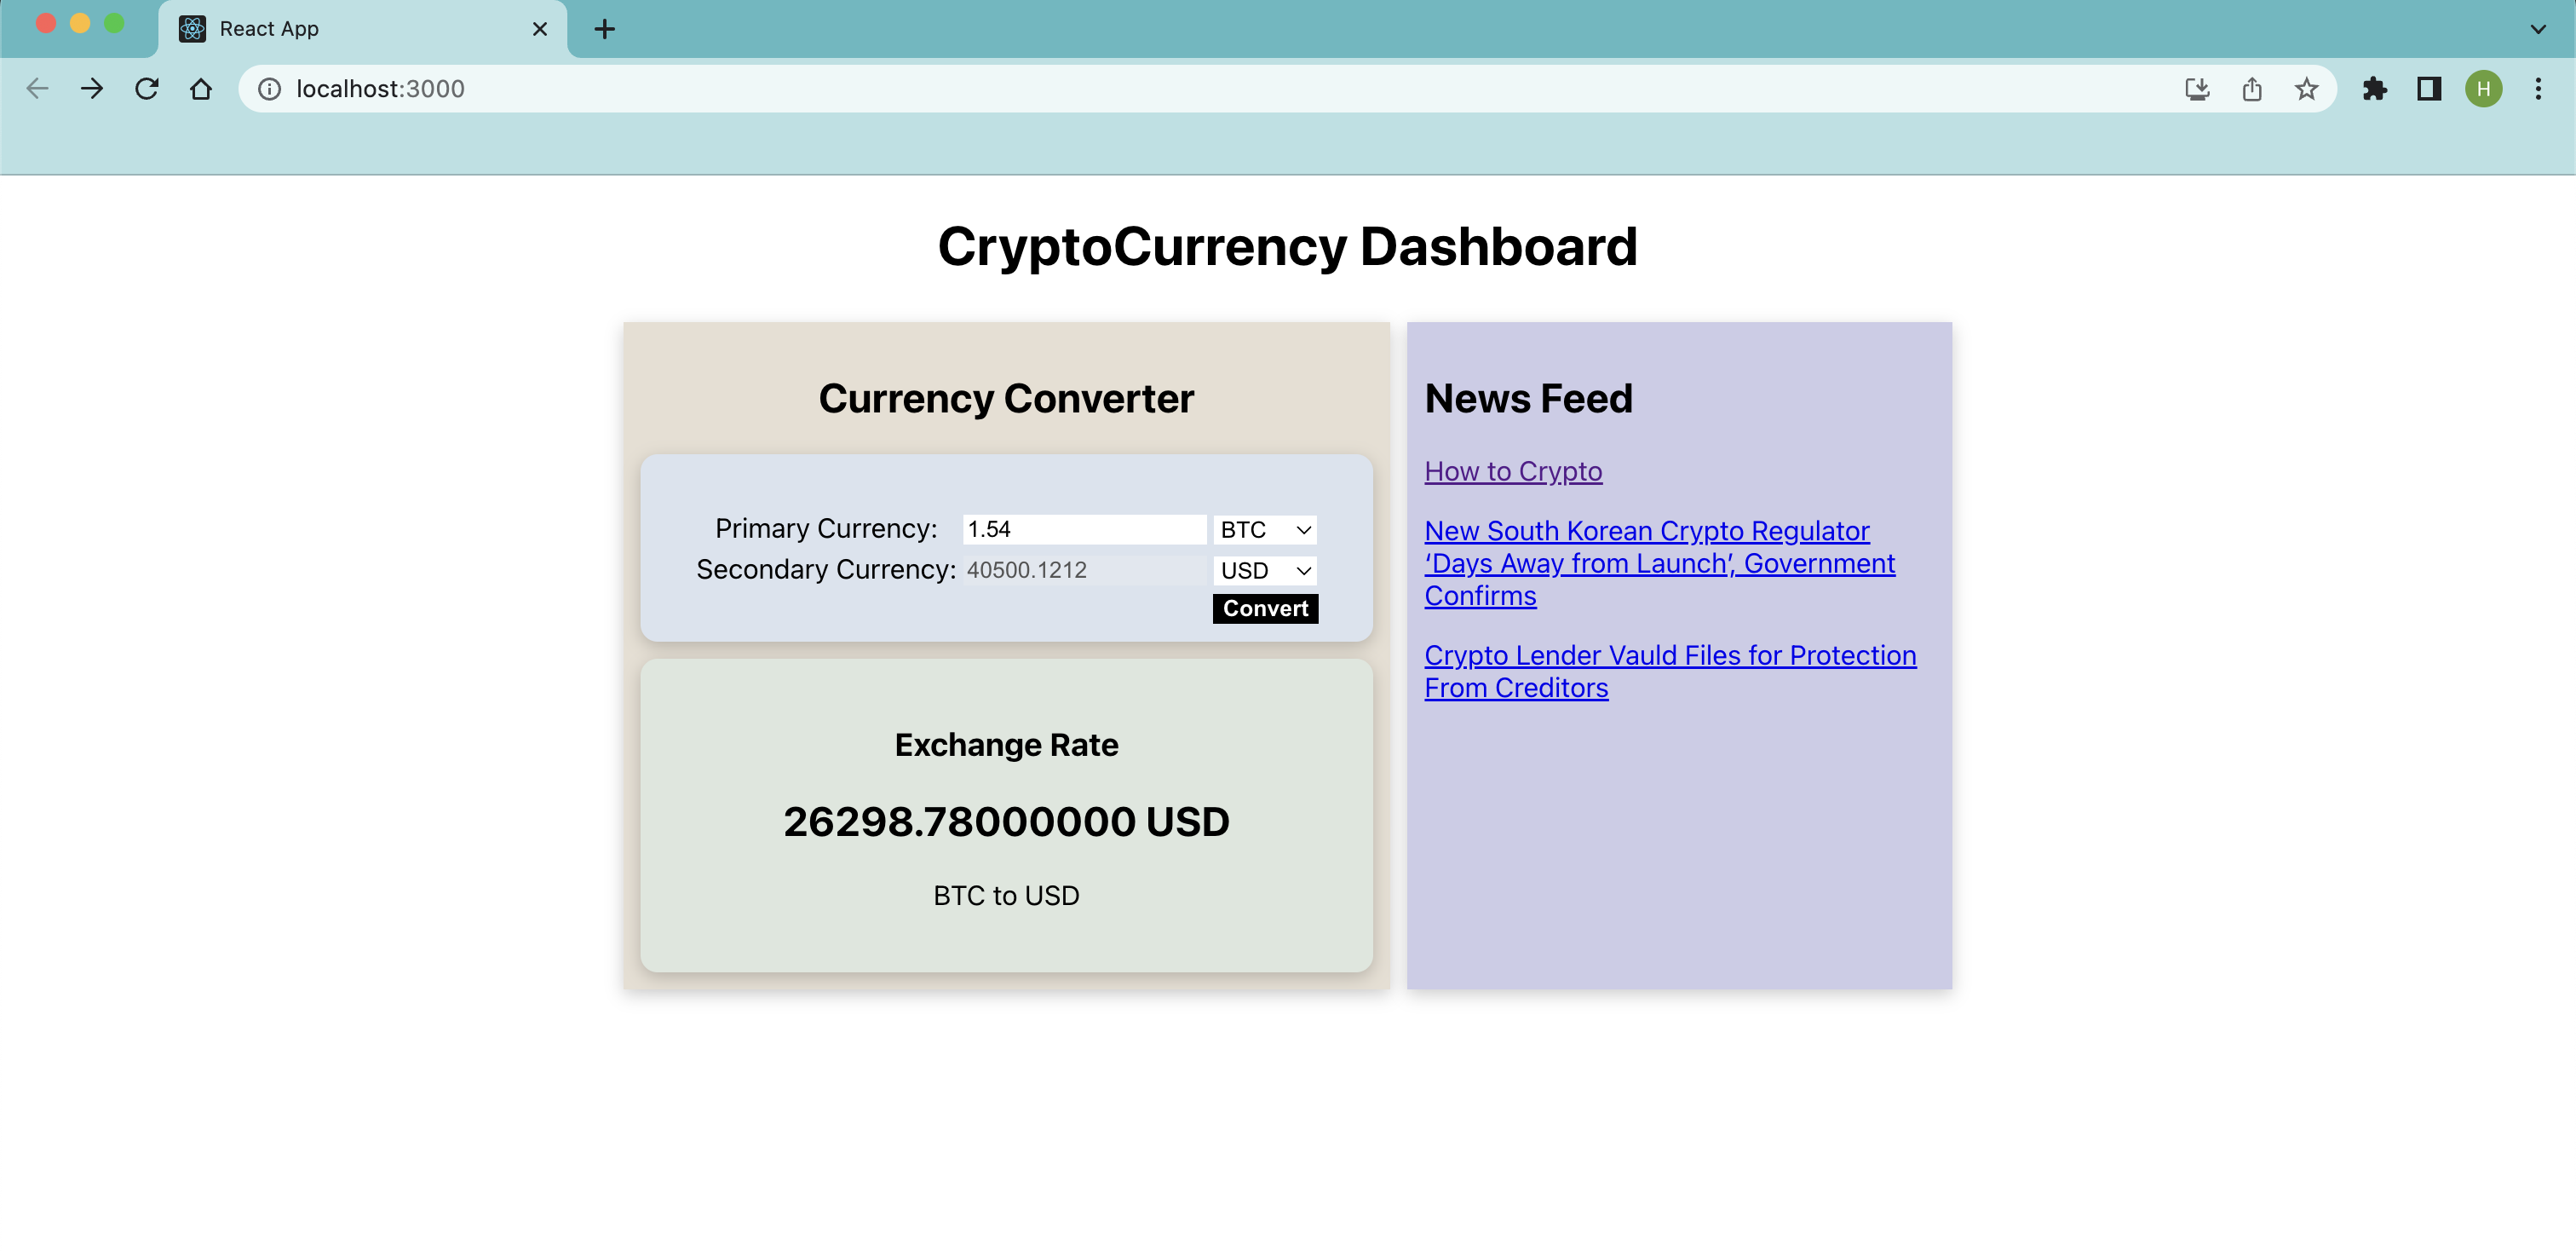 React App
localhost:3000
H
CryptoCurrency Dashboard
Currency Converter
Primary Currency: 1.54 BTC
Secondary Currency: 40500.1212 USD
Convert
Exchange Rate
26298.78000000 USD
BTC to USD
News Feed
How to Crypto
New South Korean Crypto Regulator
‘Days Away from Launch’, Government
Confirms
Crypto Lender Vauld Files for Protection
From Creditors